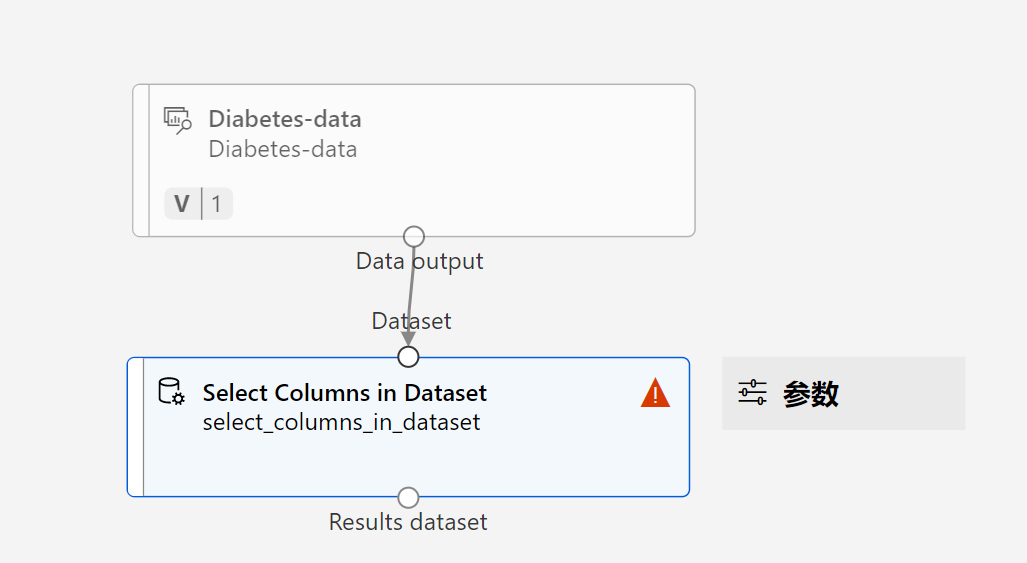 Diabetes-data
Diabetes-data
V 1
Data output
Dataset
Select Columns in Dataset
select_columns_in_dataset
参数
Results dataset